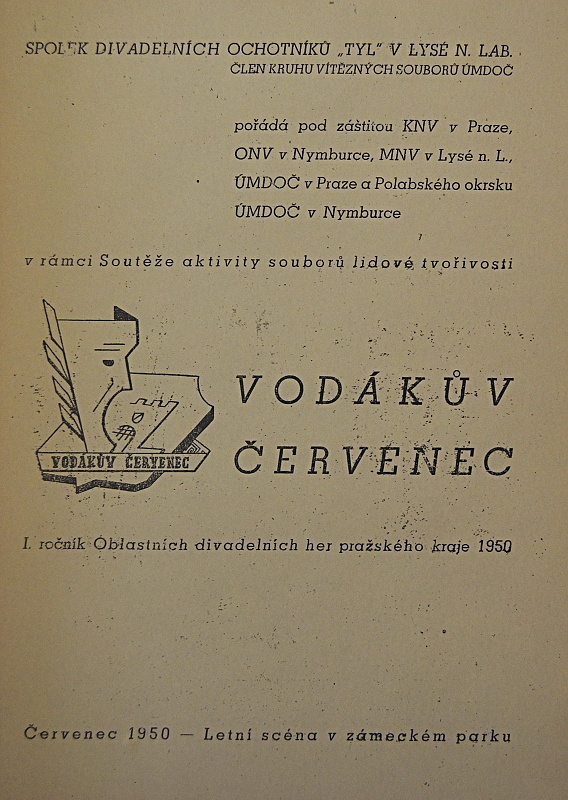 SPOLEK DIVADELNÍCH OCHOTNÍKŮ „TYL" V LYSÉ N. LAB.
ČLEN KRUHU VÍTĚZNÝCH SOUBORŮ ÚMDOČ
pořádá pod záštitou KNV v Praze,
ONV v Nymburce, MNV v Lysé n. L.,
ÚMDOČ v Praze a Polabského okrsku
ÚMDOČ v Nymburce
v rámci Soutěže aktivity souborů lidové tvořivosti
VODÁKŮV
ČERVENEC
VODÁKŮV ČERVENEC
I. ročník Oblastních divadelních her pražského kraje 1950
Červenec 1950 — Letní scéna v zámeckém parku